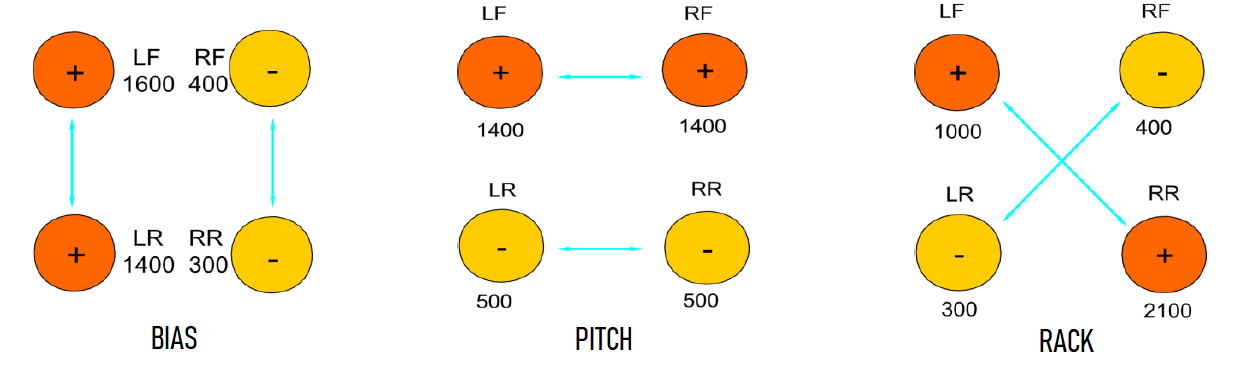 LF RF
1600 400
+ -
LR RR
1400 300
+ -
BIAS
LF RF
+ +
1400 1400
LR RR
- -
500 500
PITCH
LF RF
+ -
1000 400
LR RR
- +
300 2100
RACK